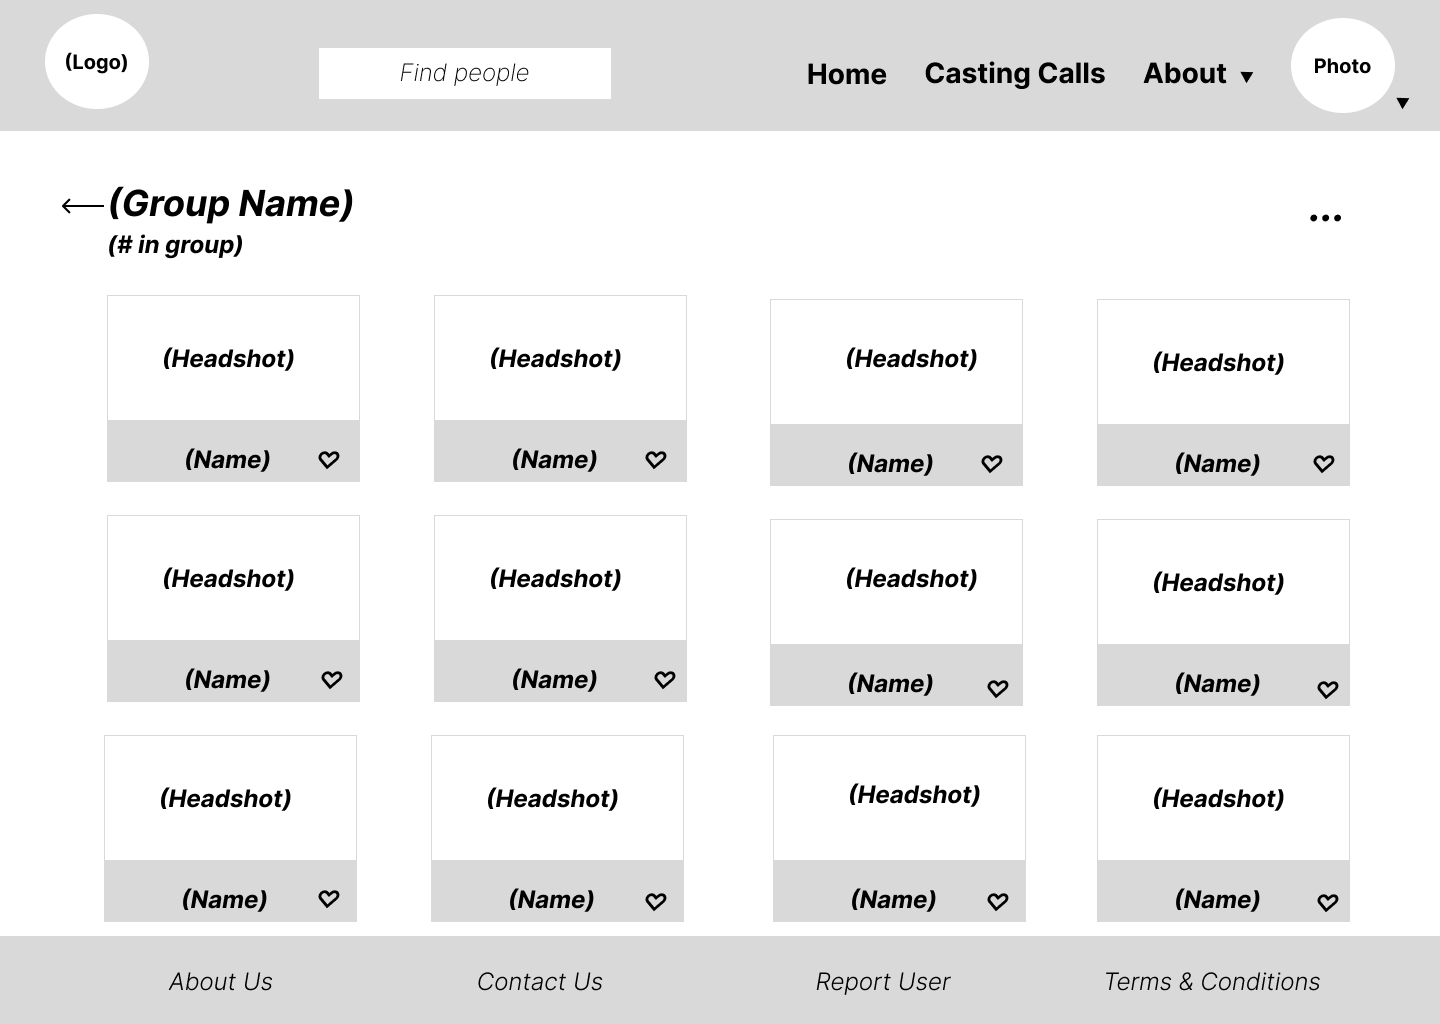 (Logo)
Find people
Home
Casting Calls
About ▼
Photo
▼
(Group Name)
(# in group)
...
(Headshot)
(Headshot)
(Headshot)
(Headshot)
(Name)
(Name)
(Name)
(Name)
(Headshot)
(Headshot)
(Headshot)
(Headshot)
(Name)
(Name)
(Name)
(Name)
(Headshot)
(Headshot)
(Headshot)
(Headshot)
(Name)
(Name)
(Name)
(Name)
About Us
Contact Us
Report User
Terms & Conditions